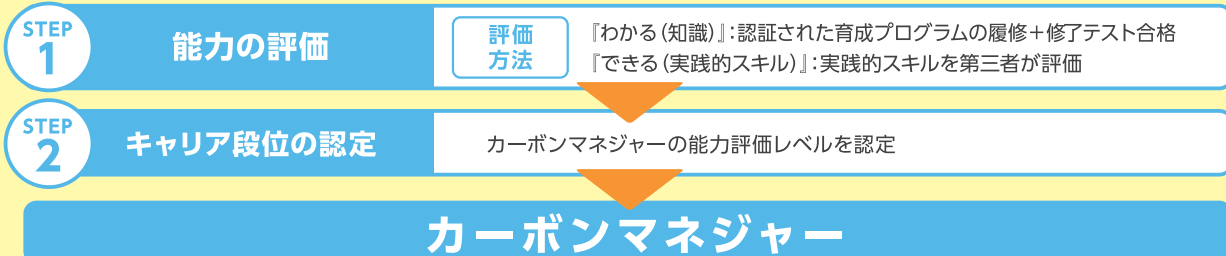 STEP
1
能力の評価
評価
方法
『わかる(知識)』:認証された育成プログラムの履修+修了テスト合格
『できる(実践的スキル)』:実践的スキルを第三者が評価
STEP
2
キャリア段位の認定
カーボンマネジャーの能力評価レベルを認定
カーボンマネジャー